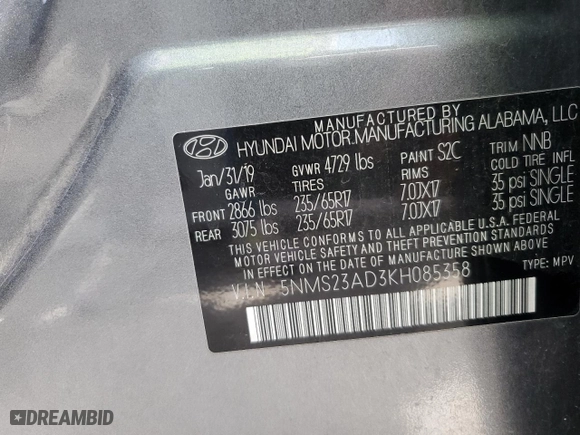 MANUFACTURED BY
HYUNDAI MOTOR.MANUFACTURING ALABAMA, LLC
Jan/31/19 GVWR 4729 lbs PAINT S2C TRIM NNB
GAWR TIRES RIMS COLD TIRE INFL
FRONT 2866 lbs 235/65R17 7.0JX17 35 psi SINGLE
REAR 3075 lbs 235/65R17 7.0JX17 35 psi SINGLE
THIS VEHICLE CONFORMS TO ALL APPLICABLE U.S.A. FEDERAL
MOTOR VEHICLE SAFETY AND THEFT PREVENTION STANDARDS
IN EFFECT ON THE DATE OF MANUFACTURE SHOWN ABOVE
V.I.N 5NMS23AD3KH085358 TYPE: MPV
DREAMBID